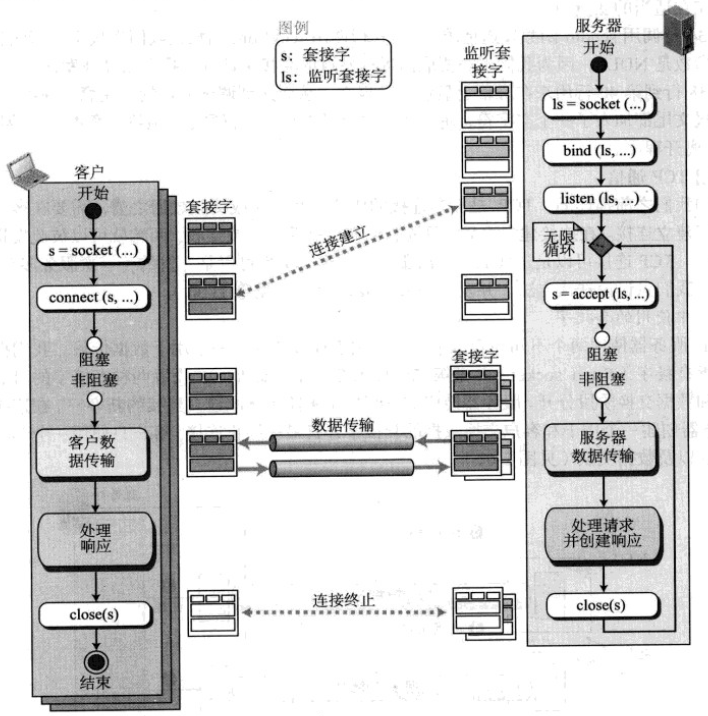 图例
s：套接字
ls：监听套接字
服务器
开始
监听套
接字
ls = socket (...)
bind (ls, ...)
listen (ls, ...)
无限
循环
s = accept (ls, ...)
阻塞
非阻塞
服务器
数据传输
处理请求
并创建响应
close(s)
客户
开始
套接字
s = socket (...)
connect (s, ...)
阻塞
非阻塞
客户数
据传输
处理
响应
close(s)
结束
连接建立
套接字
数据传输
连接终止